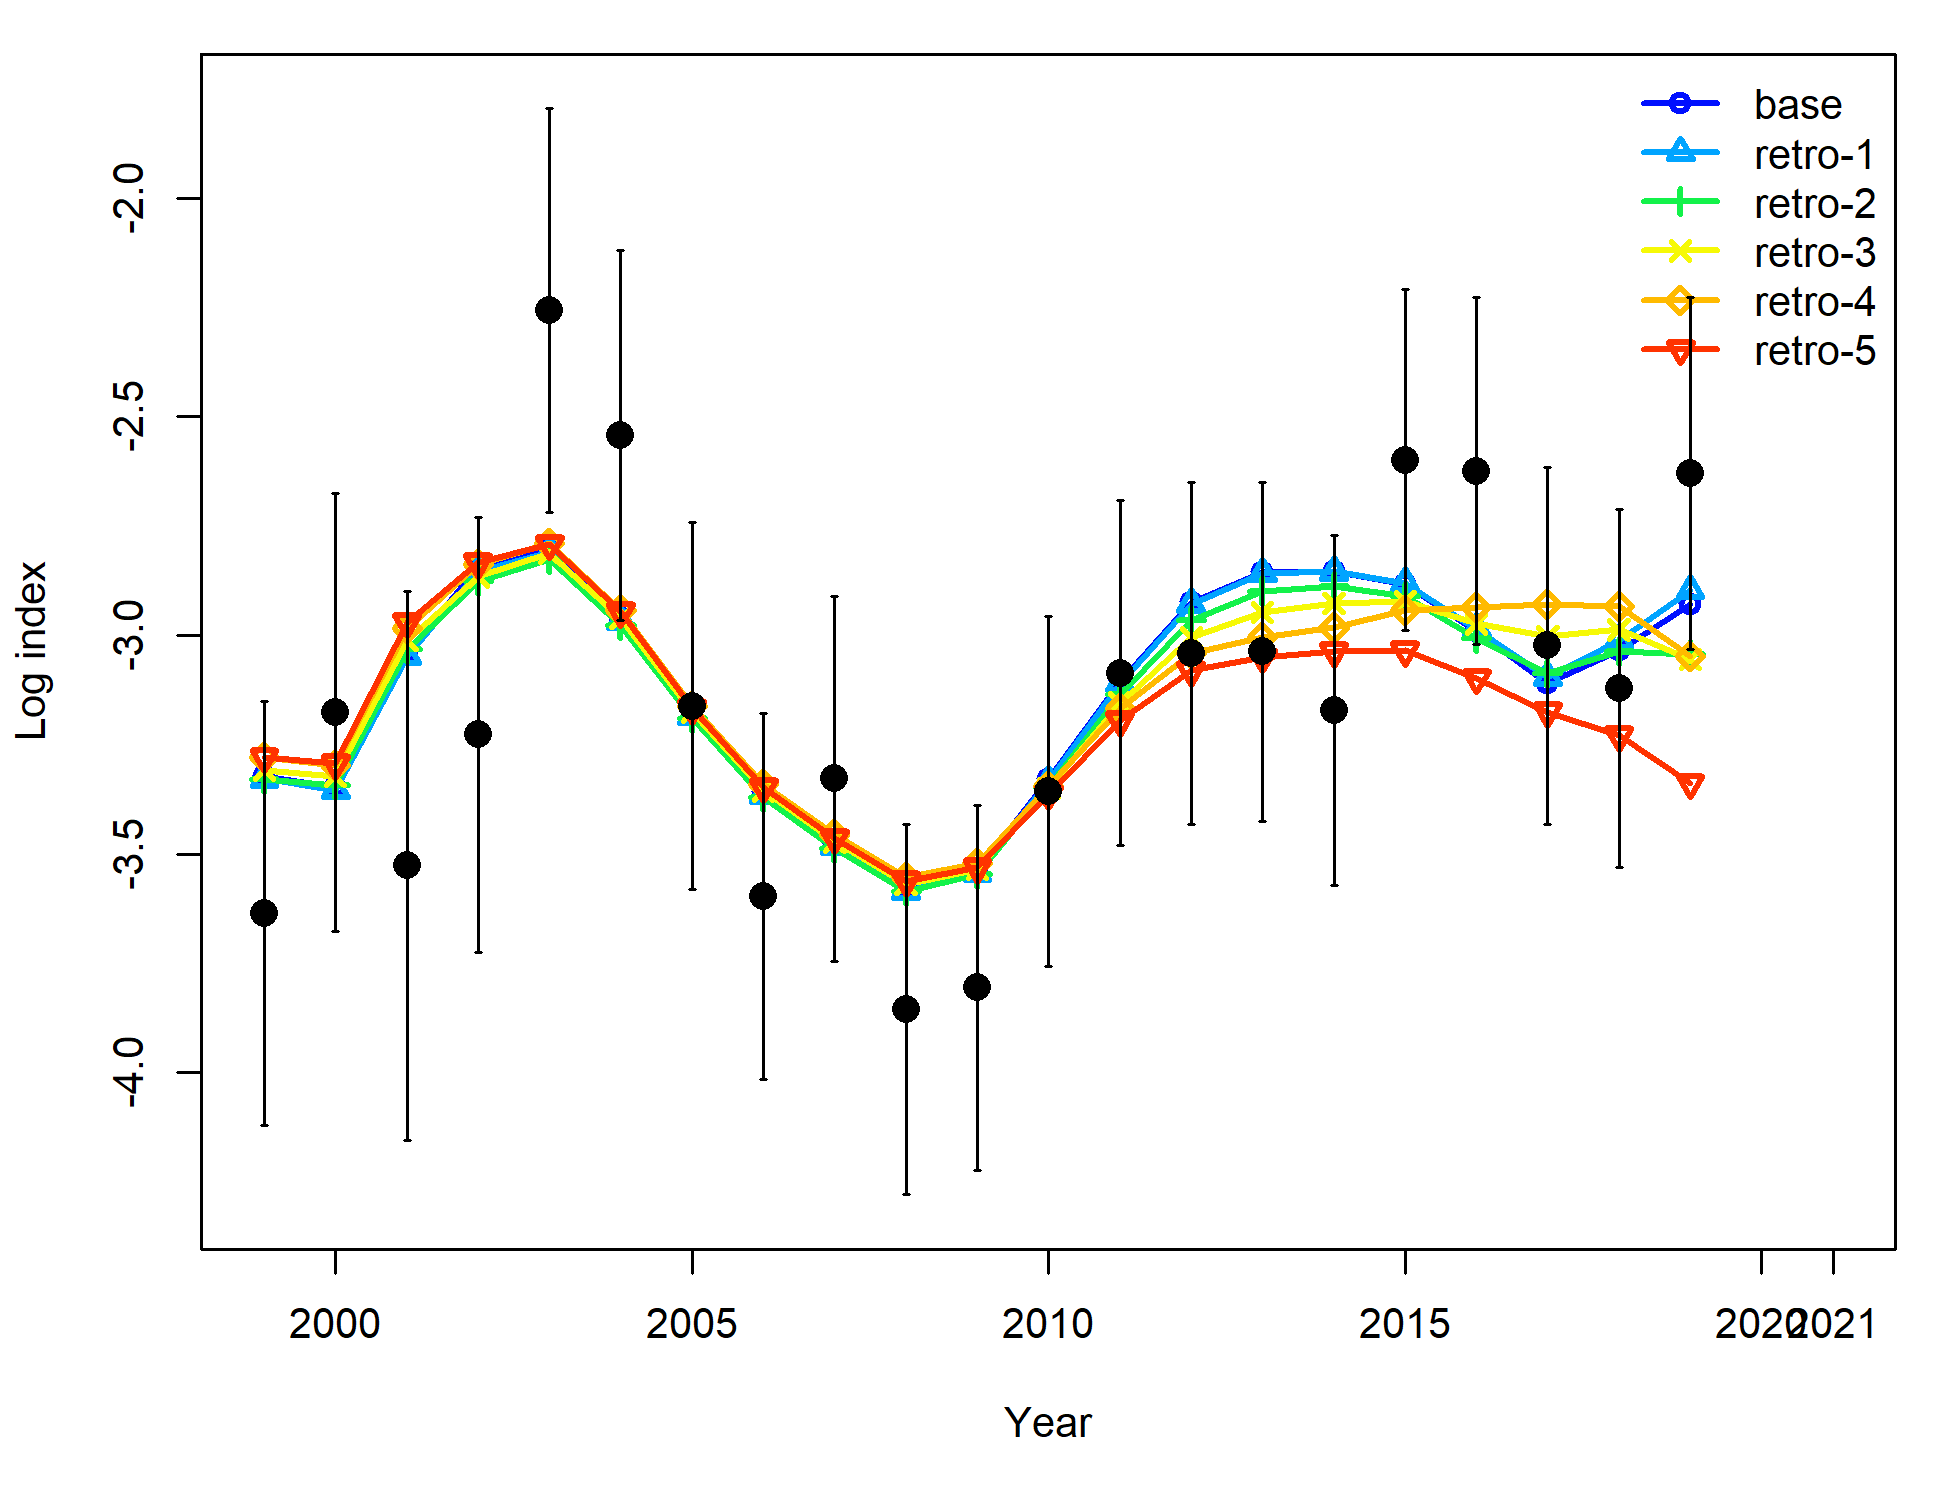 base
retro-1
retro-2
retro-3
retro-4
retro-5
-2.0
-2.5
-3.0
-3.5
-4.0
Log index
2000 2005 2010 2015 2020 2021
Year